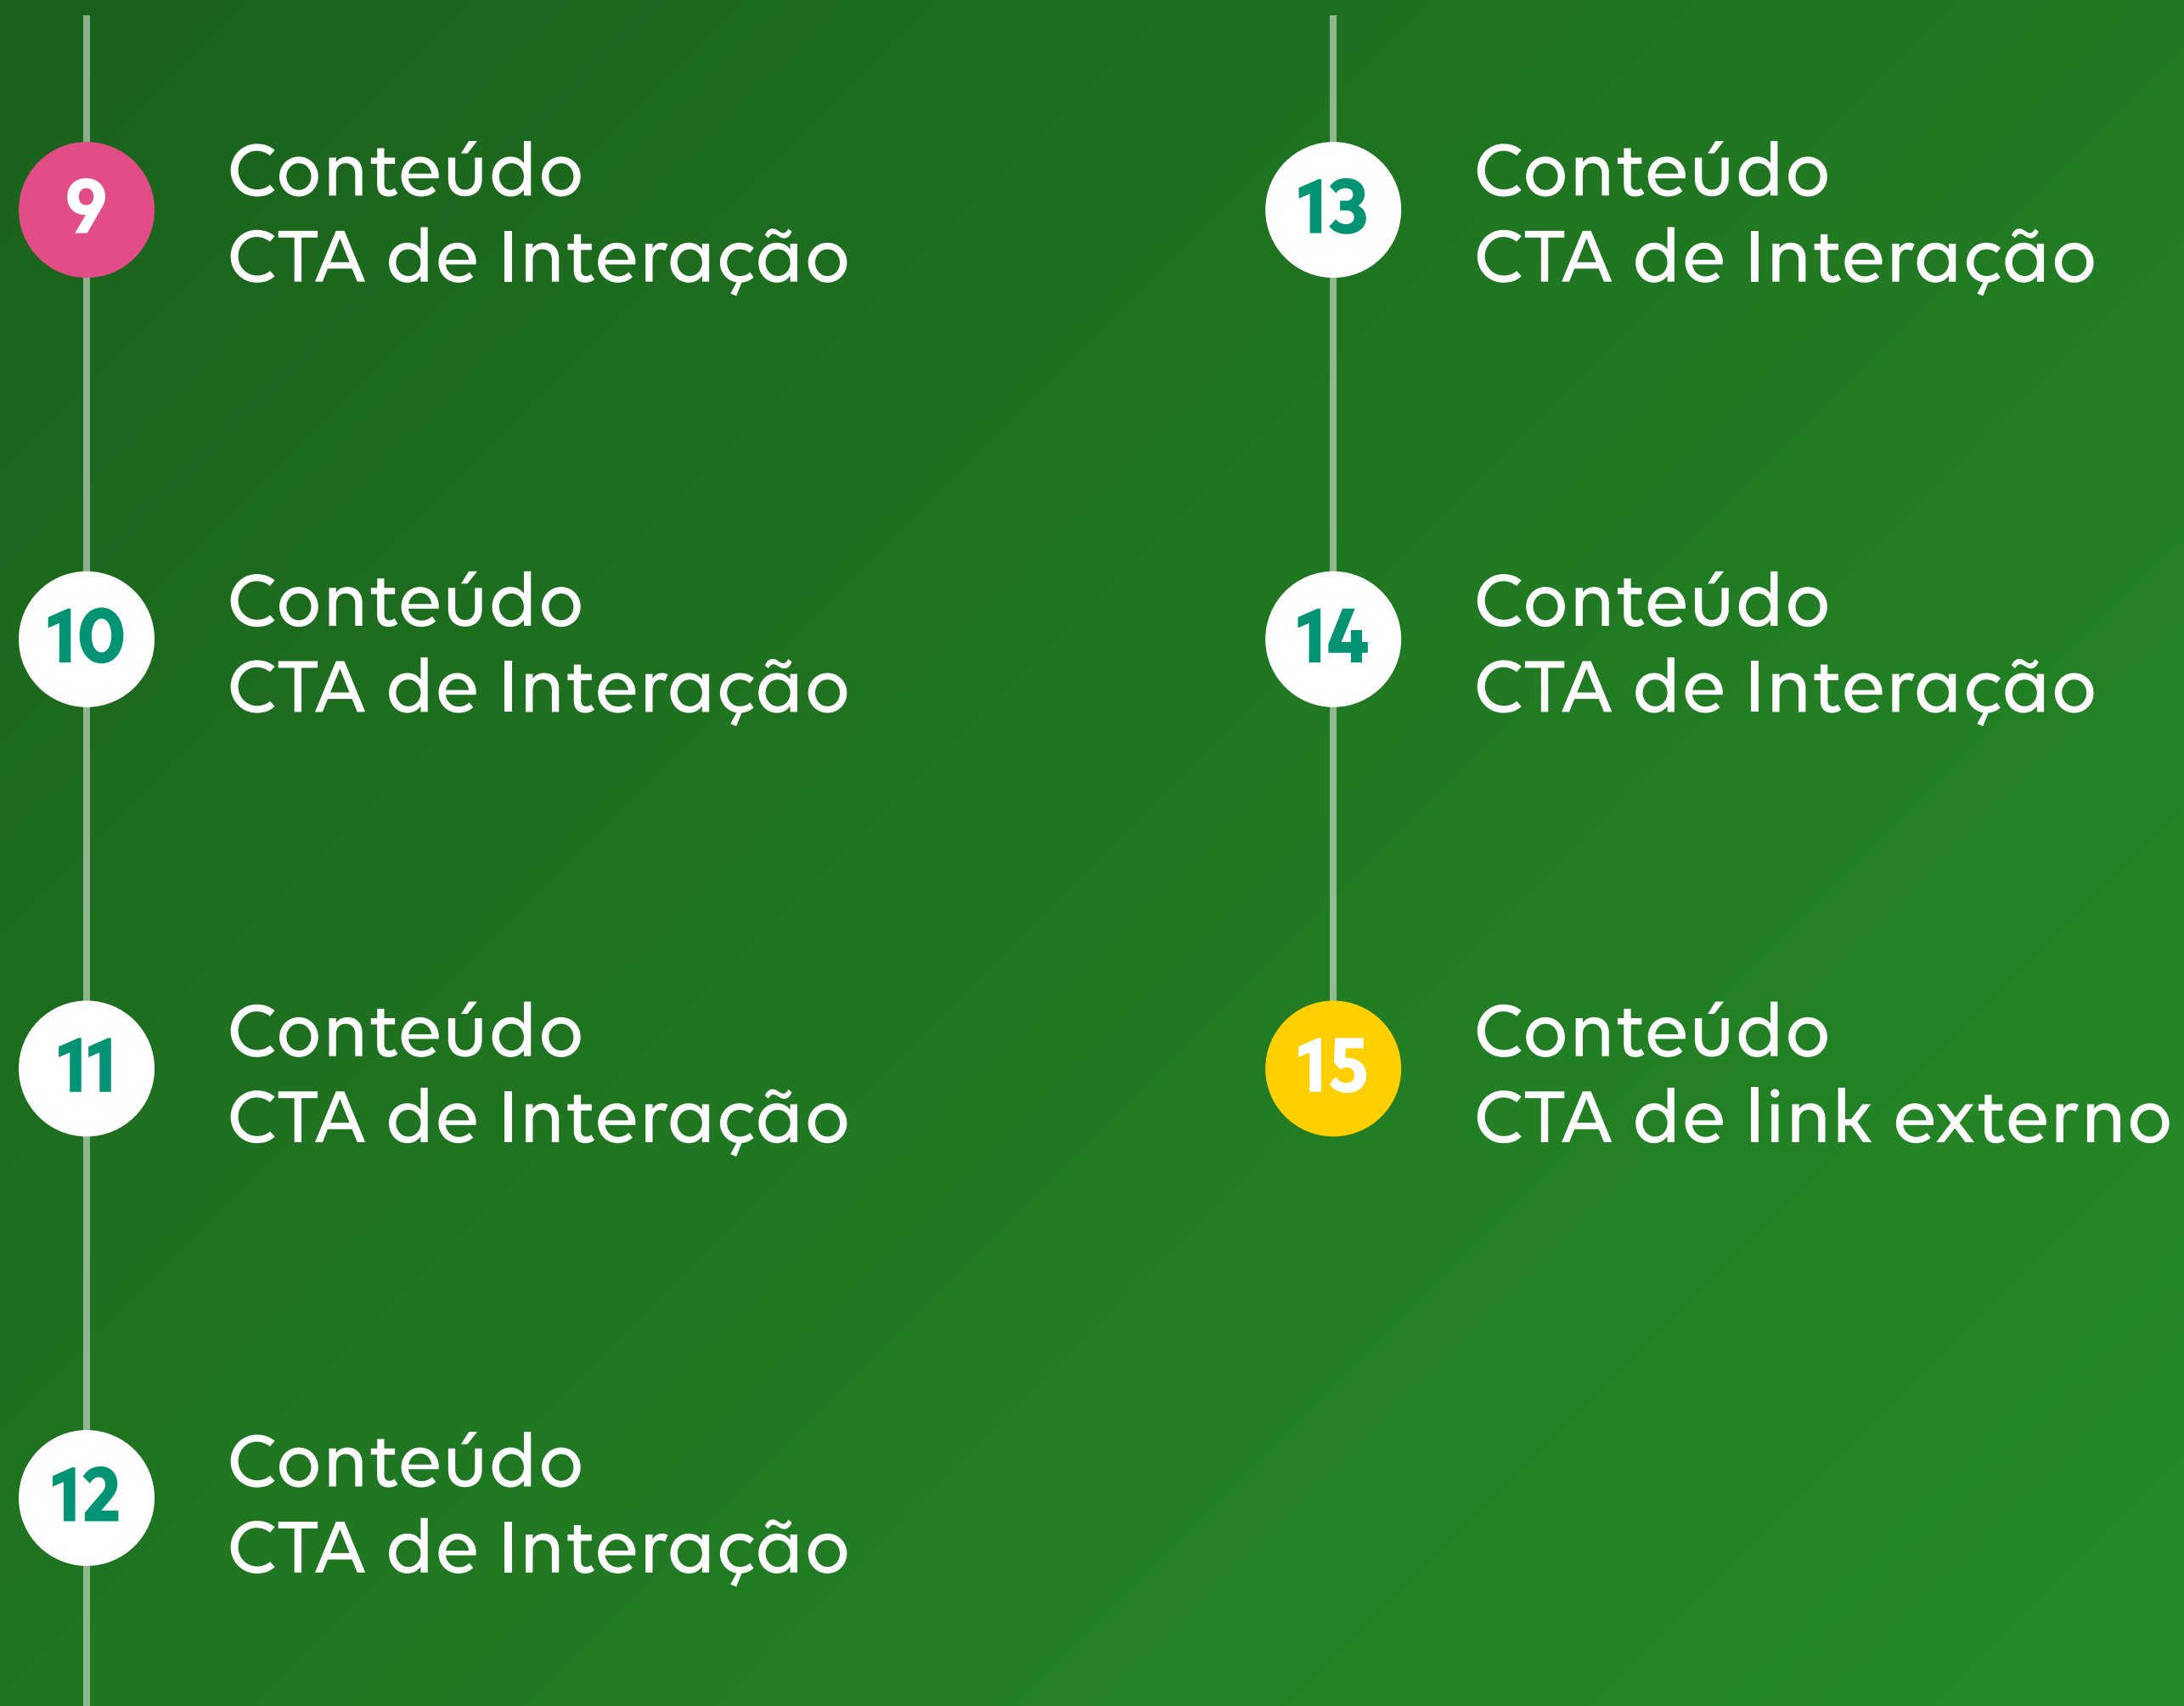 9
Conteúdo
CTA de Interação
10
Conteúdo
CTA de Interação
11
Conteúdo
CTA de Interação
12
Conteúdo
CTA de Interação
13
Conteúdo
CTA de Interação
14
Conteúdo
CTA de Interação
15
Conteúdo
CTA de link externo